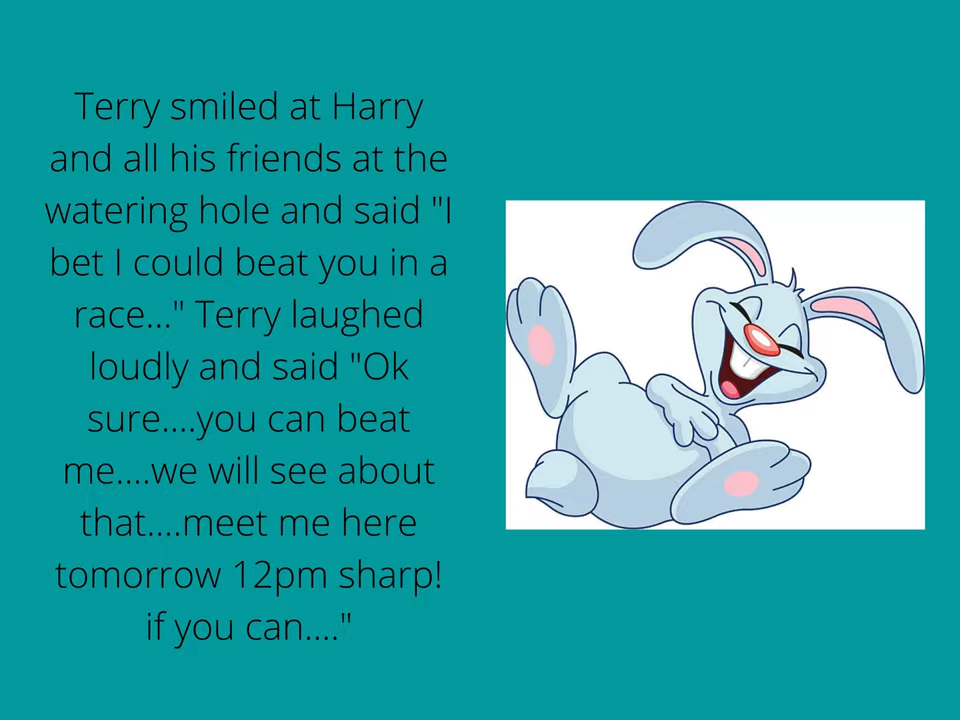 Terry smiled at Harry
and all his friends at the
watering hole and said "I
bet I could beat you in a
race..." Terry laughed
loudly and said "Ok
sure....you can beat
me....we will see about
that....meet me here
tomorrow 12pm sharp!
if you can...."